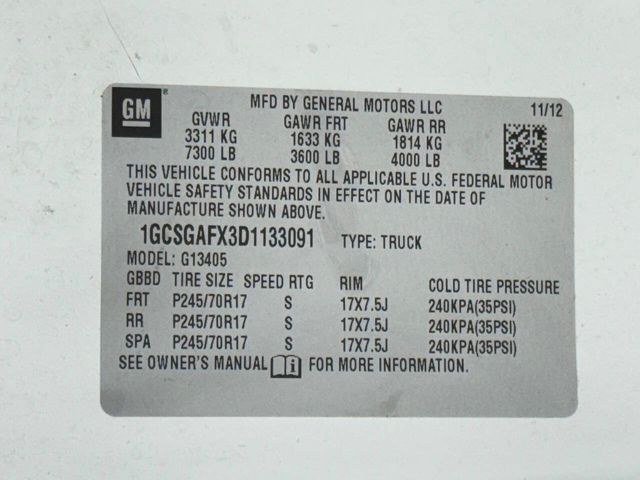 GM
MFD BY GENERAL MOTORS LLC 11/12
GVWR GAWR FRT GAWR RR
3311 KG 1633 KG 1814 KG
7300 LB 3600 LB 4000 LB
THIS VEHICLE CONFORMS TO ALL APPLICABLE U.S. FEDERAL MOTOR
VEHICLE SAFETY STANDARDS IN EFFECT ON THE DATE OF
MANUFACTURE SHOWN ABOVE.
1GCSGAFX3D1133091 TYPE: TRUCK
MODEL: G13405
GBBD TIRE SIZE SPEED RTG RIM COLD TIRE PRESSURE
FRT P245/70R17 S 17X7.5J 240KPA(35PSI)
RR P245/70R17 S 17X7.5J 240KPA(35PSI)
SPA P245/70R17 S 17X7.5J 240KPA(35PSI)
SEE OWNER'S MANUAL FOR MORE INFORMATION.